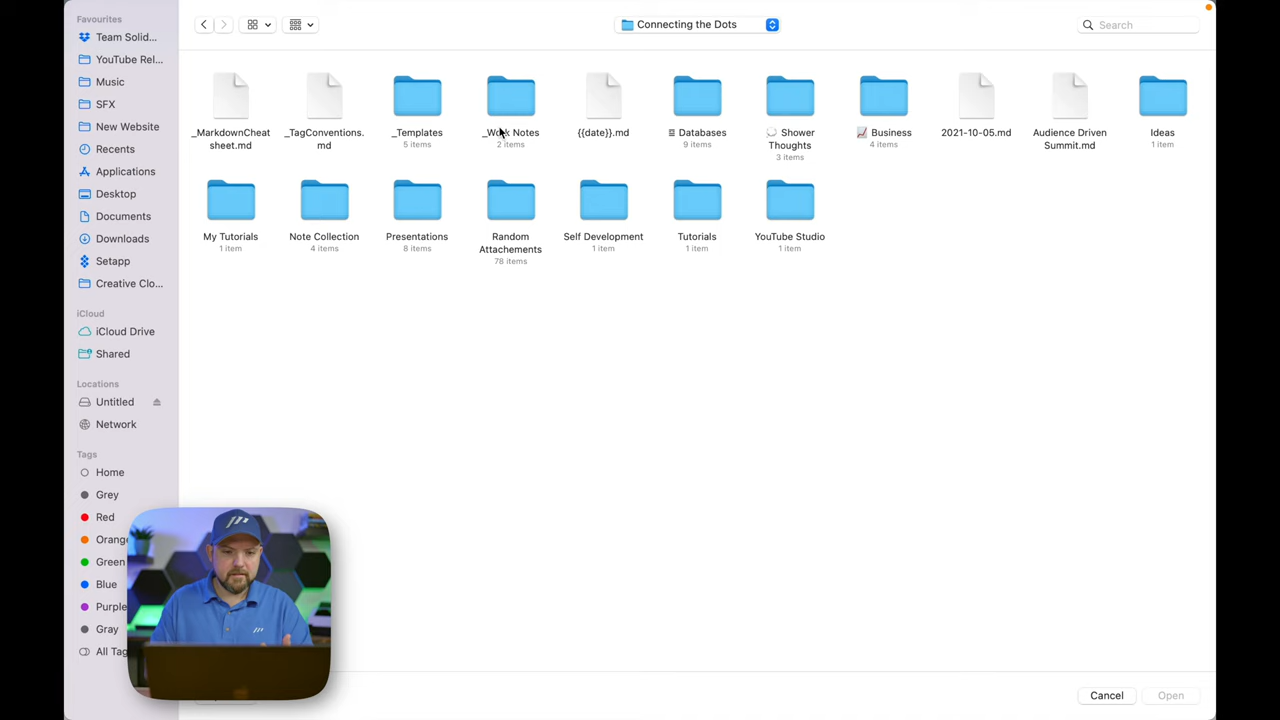 Favourites
Team Solid...
YouTube Rel...
Music
SFX
New Website
Recents
Applications
Desktop
Documents
Downloads
Setapp
Creative Clo...
iCloud
iCloud Drive
Shared
Locations
Untitled
Network
Tags
Home
Grey
Red
Orange
Green
Blue
Purple
Gray
All Tag
Connecting the Dots
Search
_MarkdownCheat
sheet.md
_TagConventions.
md
_Templates
5 items
_Work Notes
2 items
{{date}}.md
Databases
9 items
Shower
Thoughts
3 items
Business
4 items
2021-10-05.md
Audience Driven
Summit.md
Ideas
1 item
My Tutorials
1 item
Note Collection
4 items
Presentations
8 items
Random
Attachements
78 items
Self Development
1 item
Tutorials
1 item
YouTube Studio
1 item
Cancel
Open